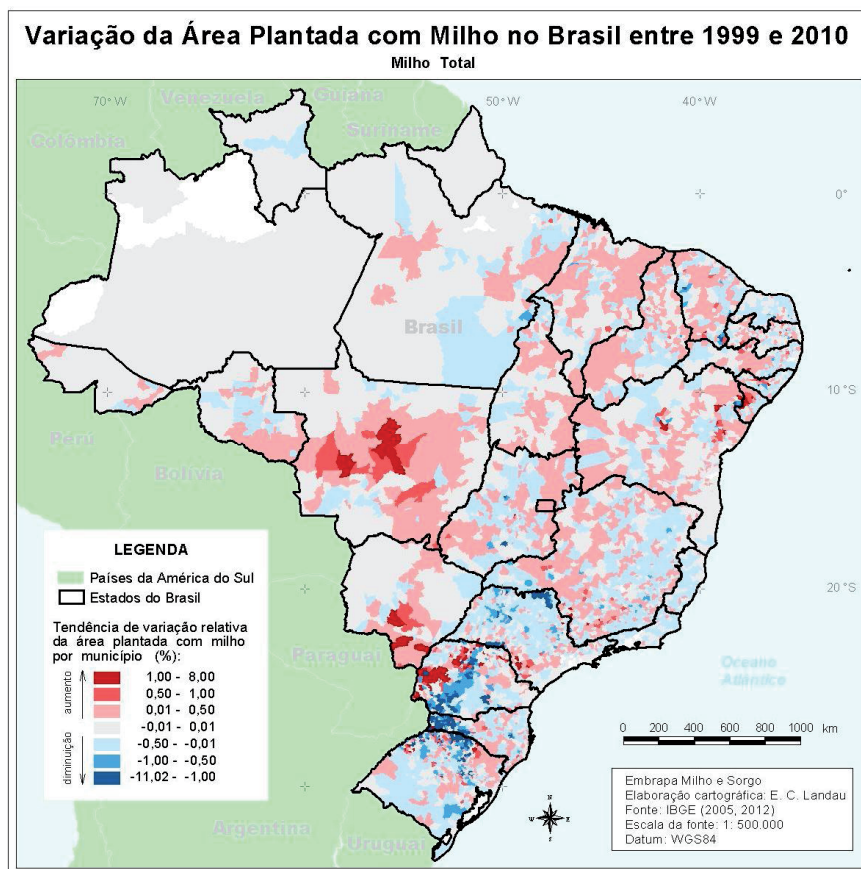 Variação da Área Plantada com Milho no Brasil entre 1999 e 2010
Milho Total
70° W
50° W
40° W
Venezuela
Guiana
Suriname
Colômbia
0°
Brasil
10°S
Peru
Bolívia
20°S
Paraguai
Oceano
Atlântico
Argentina
Uruguai
LEGENDA
Países da América do Sul
Estados do Brasil
Tendência de variação relativa
da área plantada com milho
por município (%):
aumento
1,00 - 8,00
0,50 - 1,00
0,01 - 0,50
-0,01 - 0,01
diminuição
-0,50 - -0,01
-1,00 - -0,50
-11,02 - -1,00
0 200 400 600 800 1000 km
N
W E
S
Embrapa Milho e Sorgo
Elaboração cartográfica: E. C. Landau
Fonte: IBGE (2005, 2012)
Escala da fonte: 1: 500.000
Datum: WGS84